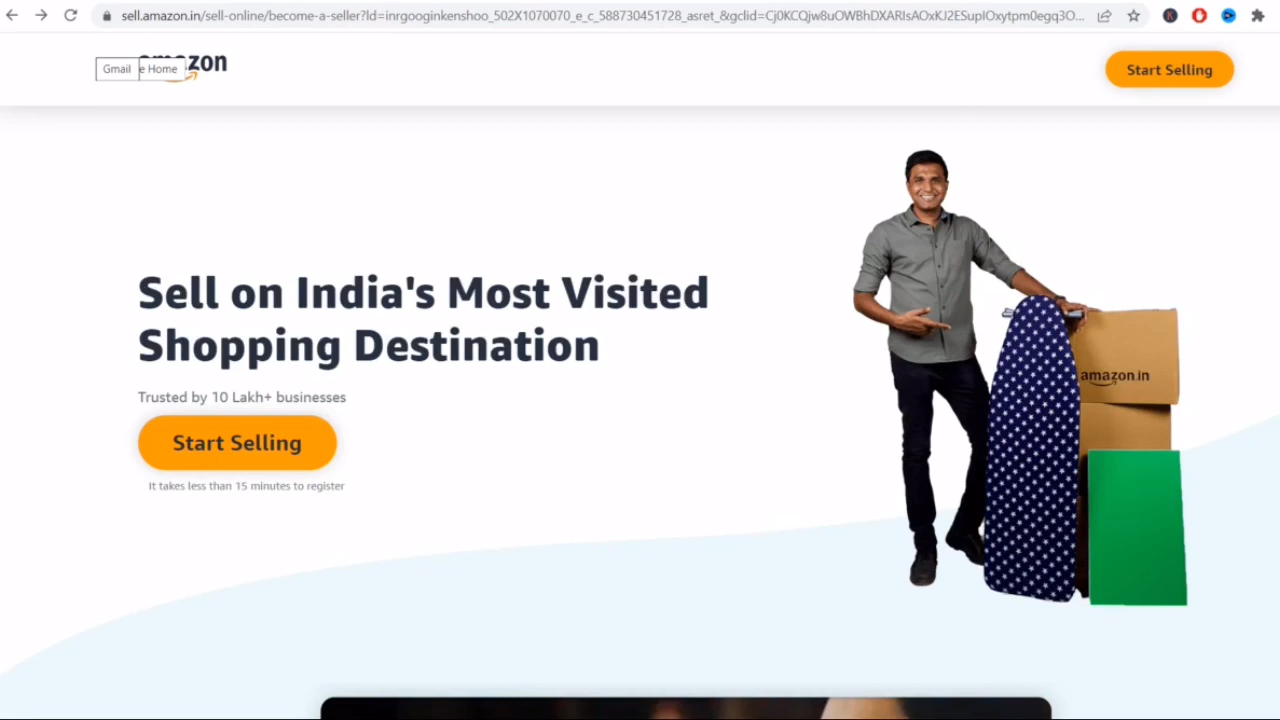 sell.amazon.in/sell-online/become-a-seller?ld=inrgooginkenshoo_502X1070070_e_c_588730451728_asret_&gclid=Cj0KCQjw8uOWBhDXARIsAOxKJ2ESupIOxytpm0egq3O...
Gmail e Home amazon
Start Selling
Sell on India's Most Visited
Shopping Destination
Trusted by 10 Lakh+ businesses
Start Selling
It takes less than 15 minutes to register
amazon.in